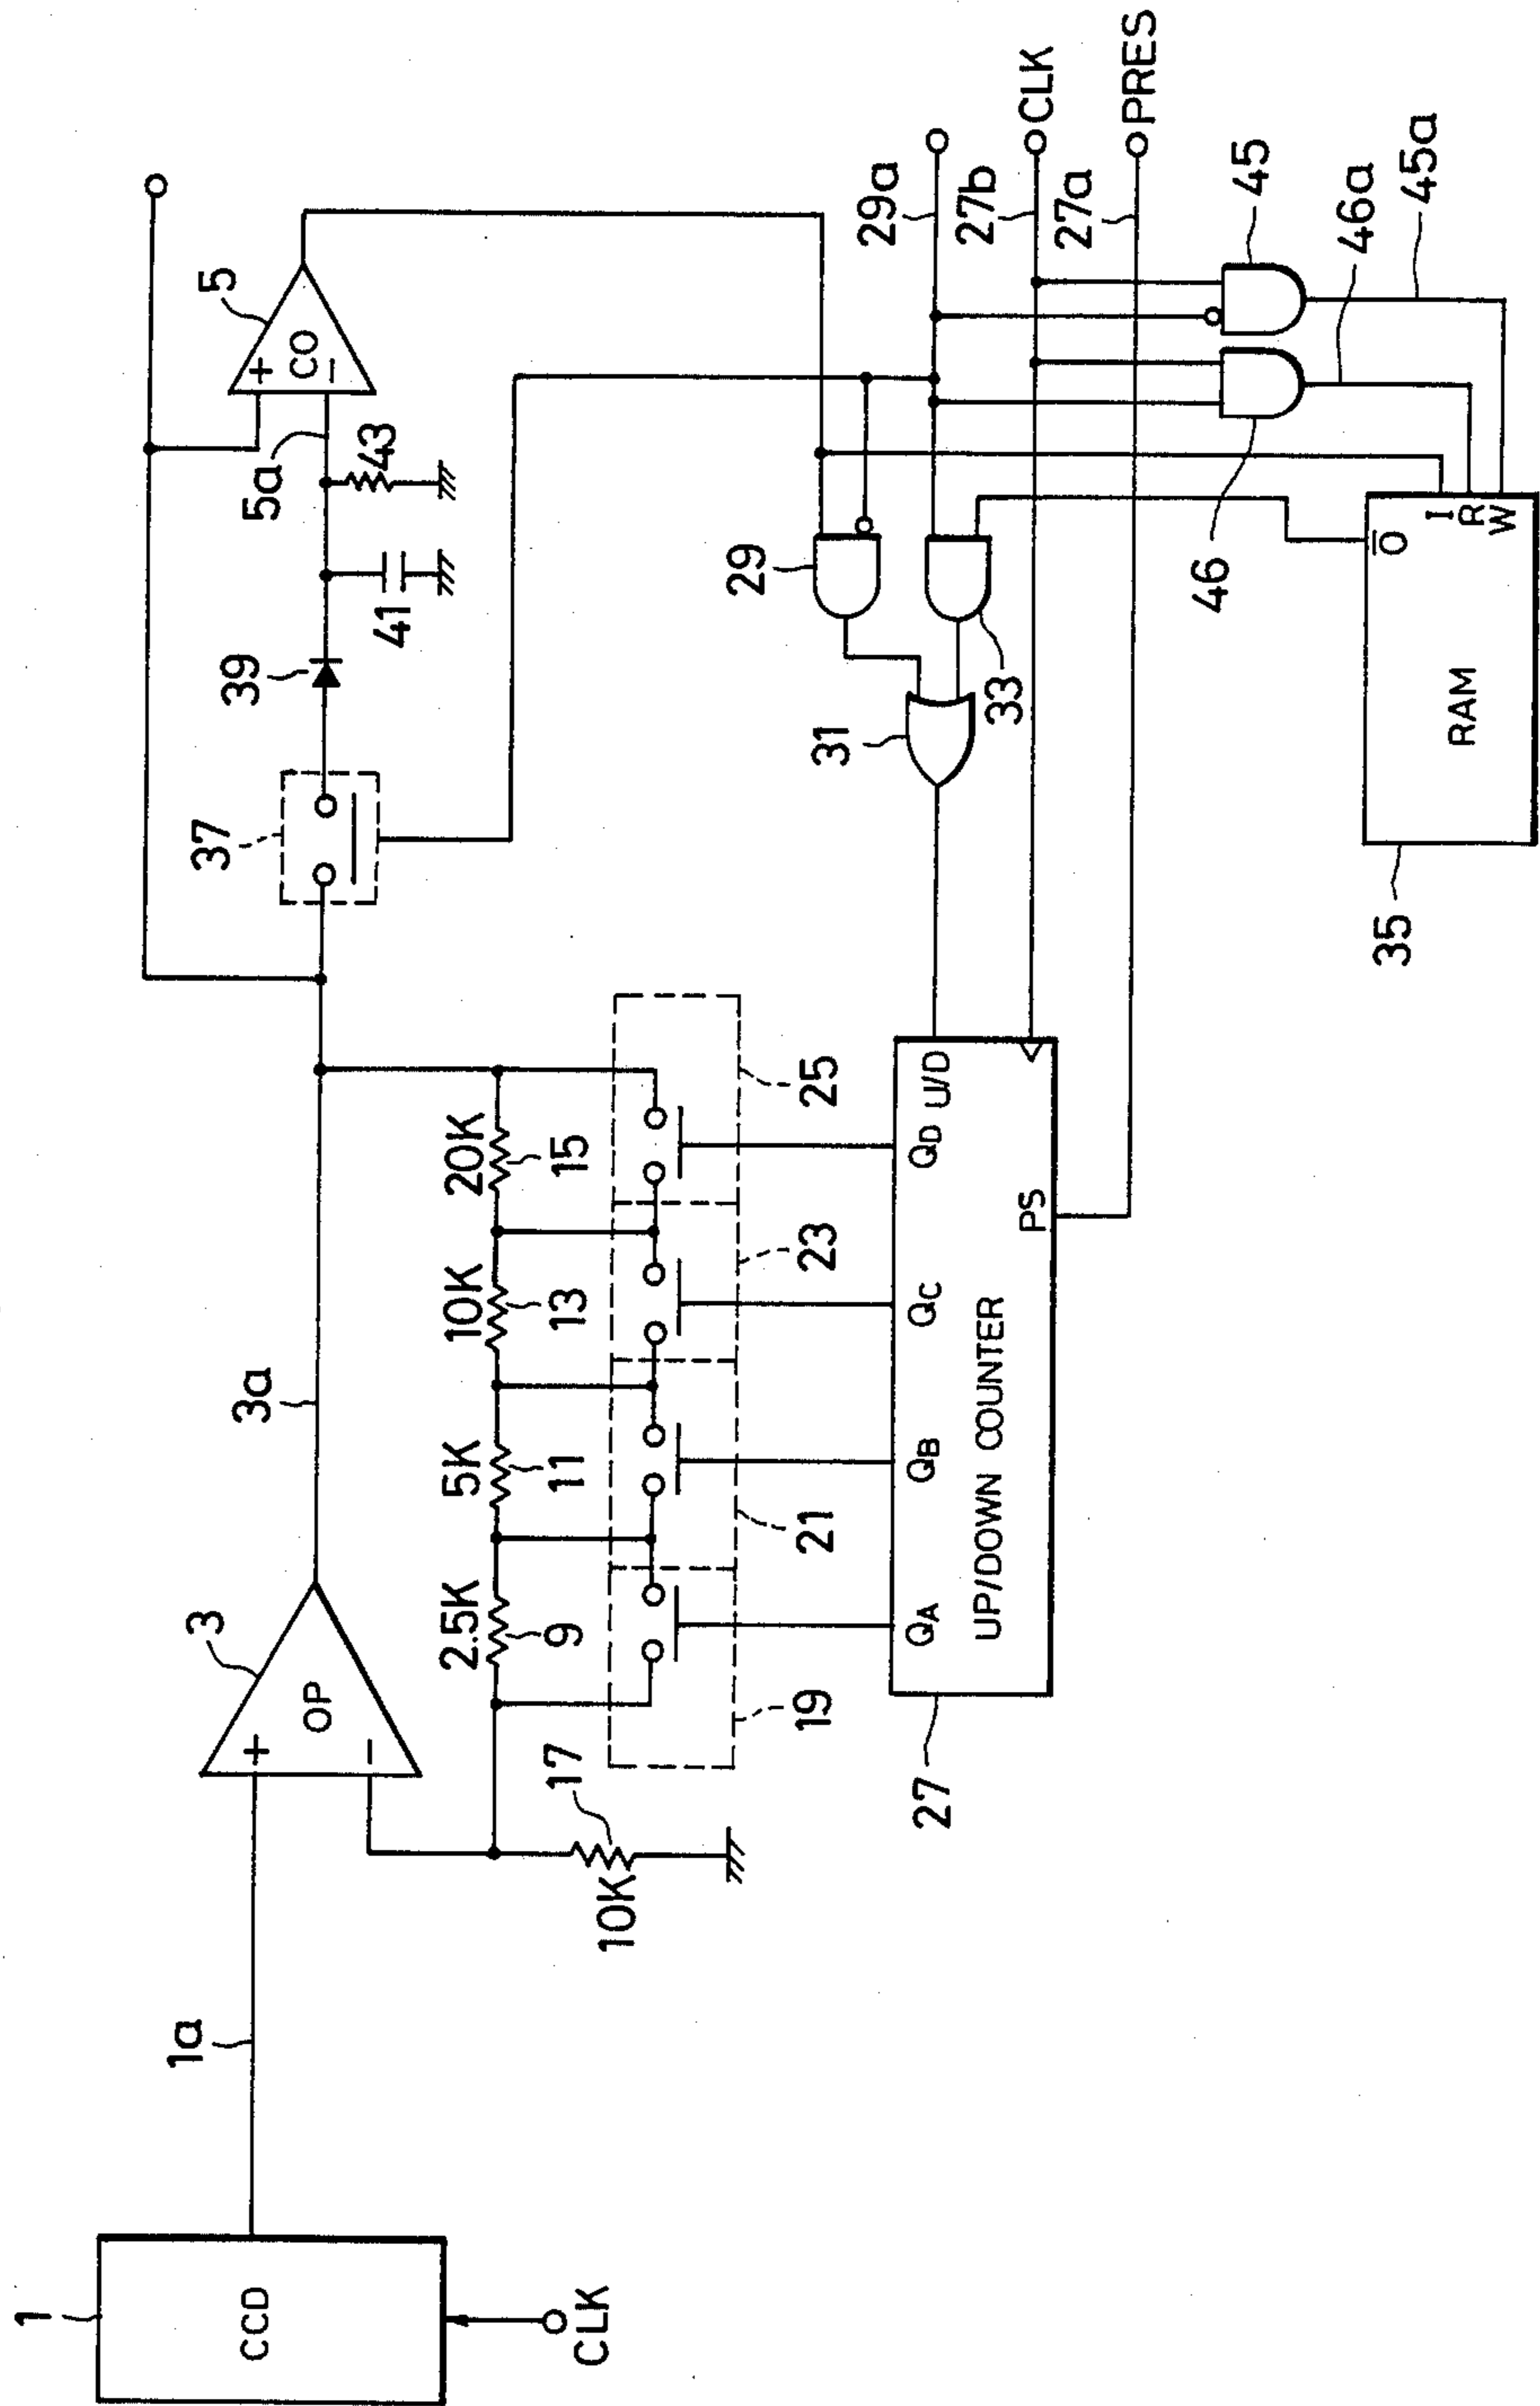 1
CCD
CLK
1a
3
OP
+
−
3a
17
10K
2.5K
9
5K
11
10K
13
20K
15
19
21
23
25
27
QA
QB
QC
QD
U/D
UP/DOWN COUNTER
PS
37
39
41
43
5a
5
+
CO
−
29
31
33
29a
27b
CLK
27a
PRES
45
46
46a
45a
O
I
R
W
RAM
35